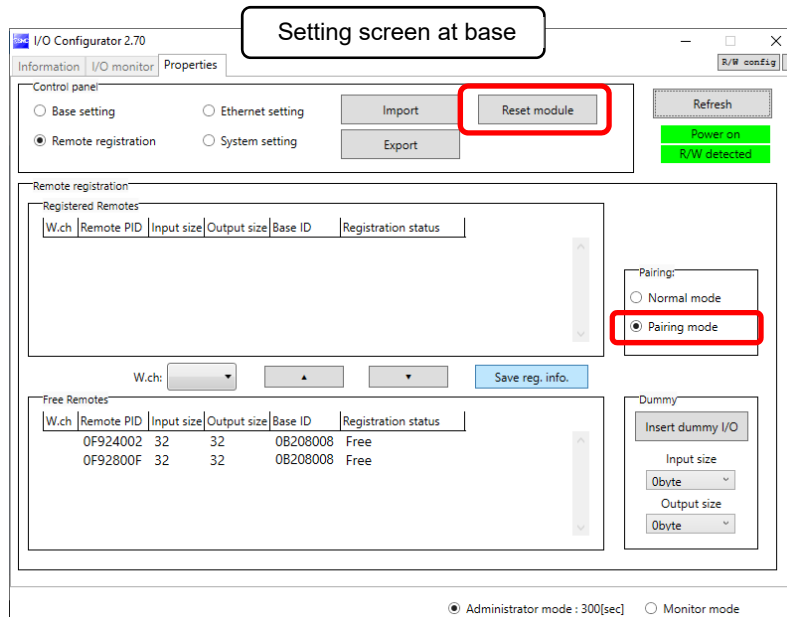 Setting screen at base
SMC I/O Configurator 2.70
Information I/O monitor Properties R/W config
Control panel
Base setting Ethernet setting Import Reset module Refresh
Remote registration System setting Export Power on
R/W detected
Remote registration
Registered Remotes
W.ch Remote PID Input size Output size Base ID Registration status
Pairing:
Normal mode
Pairing mode
W.ch: ▲ ▼ Save reg. info.
Free Remotes Dummy
W.ch Remote PID Input size Output size Base ID Registration status Insert dummy I/O
0F924002 32 32 0B208008 Free
0F92800F 32 32 0B208008 Free
Input size
0byte
Output size
0byte
Administrator mode : 300[sec] Monitor mode